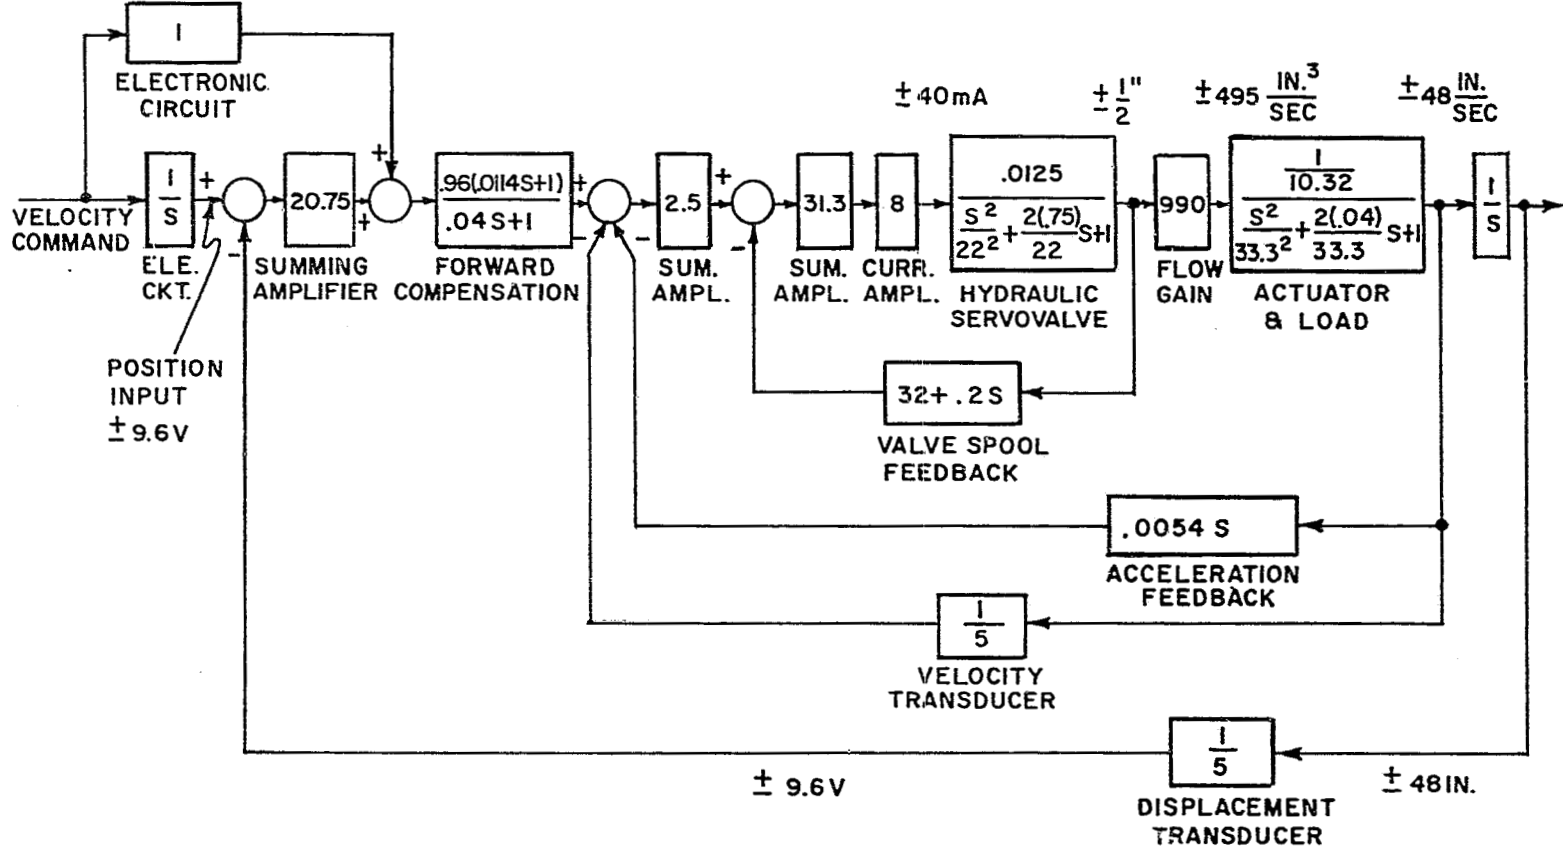 1
ELECTRONIC
CIRCUIT
± 40mA
± 1/2"
± 495 IN.³/SEC
± 48 IN./SEC
VELOCITY
COMMAND
1/S
ELE.
CKT.
+
-
20.75
SUMMING
AMPLIFIER
+
+
.96(.0114S+1)
.04S+1
FORWARD
COMPENSATION
+
-
-
2.5
SUM.
AMPL.
+
-
31.3
SUM.
AMPL.
8
CURR.
AMPL.
.0125
S²/22² + 2(.75)/22 S+1
HYDRAULIC
SERVOVALVE
990
FLOW
GAIN
1/10.32
S²/33.3² + 2(.04)/33.3 S+1
ACTUATOR
& LOAD
1/S
POSITION
INPUT
± 9.6V
32+ .2S
VALVE SPOOL
FEEDBACK
.0054 S
ACCELERATION
FEEDBACK
1/5
VELOCITY
TRANSDUCER
1/5
± 9.6V
± 48IN.
DISPLACEMENT
TRANSDUCER